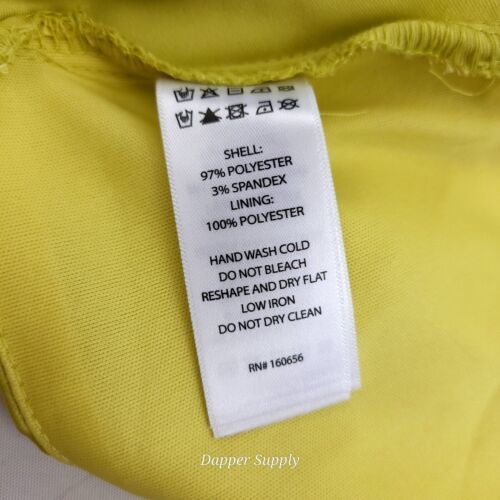 SHELL:
97% POLYESTER
3% SPANDEX
LINING:
100% POLYESTER
HAND WASH COLD
DO NOT BLEACH
RESHAPE AND DRY FLAT
LOW IRON
DO NOT DRY CLEAN
RN# 160656
Dapper Supply